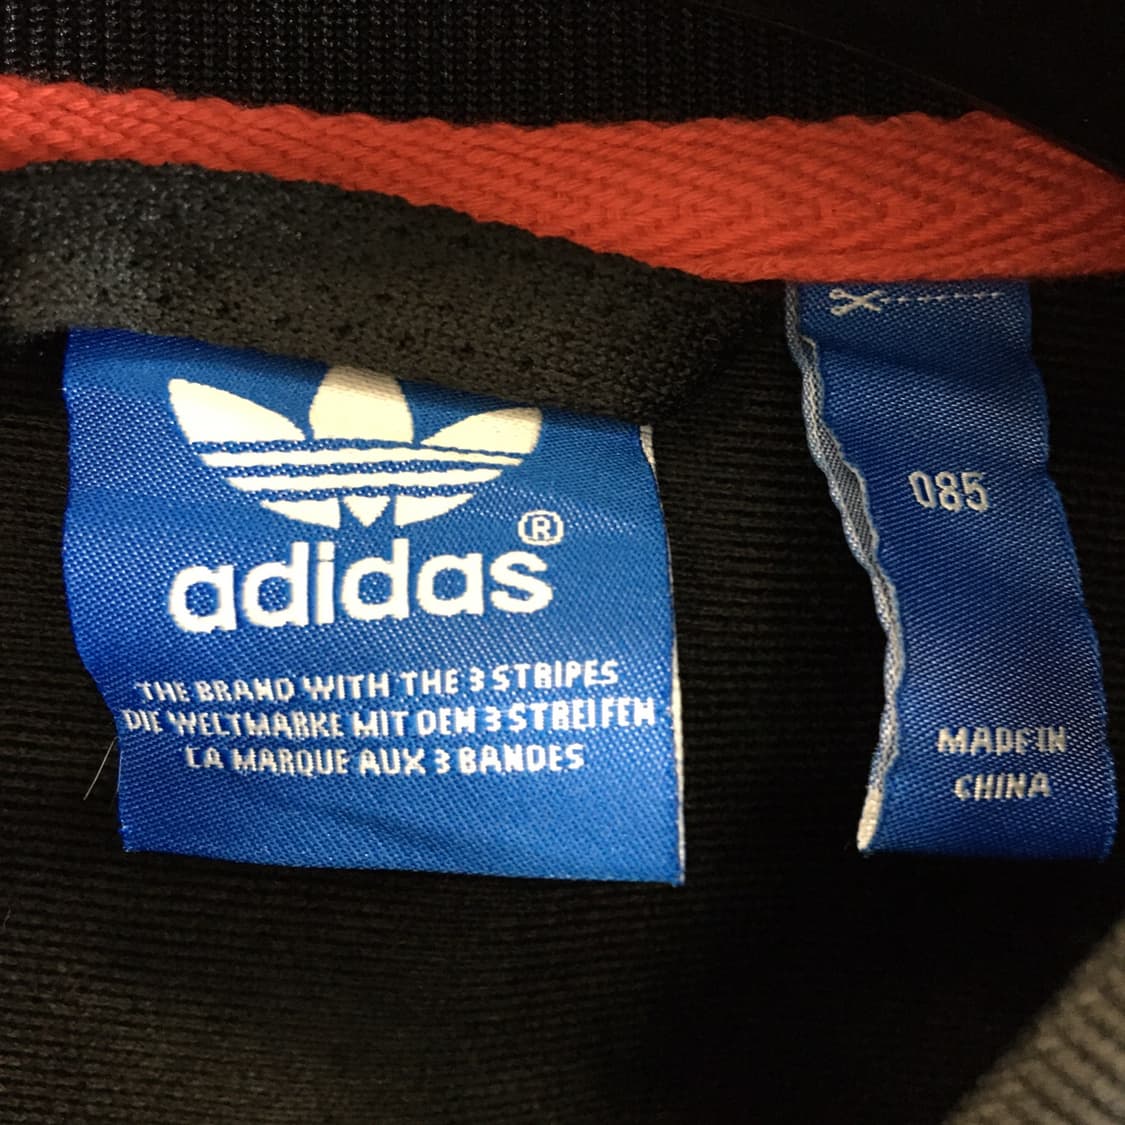 adidas®
THE BRAND WITH THE 3 STRIPES
DIE WELTMARKE MIT DEN 3 STREIFEN
LA MARQUE AUX 3 BANDES
085
MADE IN
CHINA